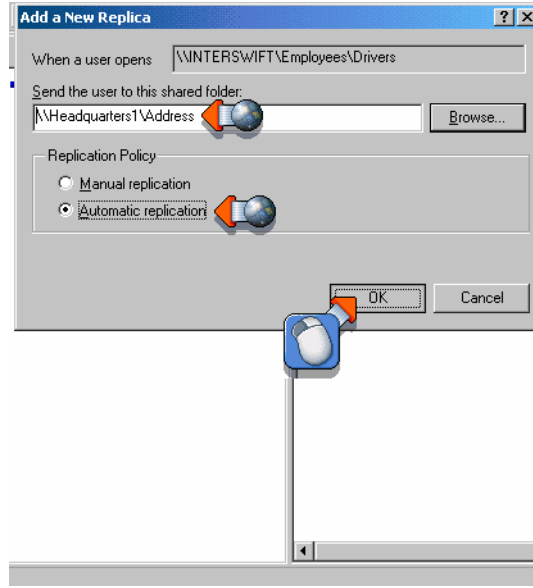 Add a New Replica
When a user opens \\INTERSWIFT\Employees\Drivers
Send the user to this shared folder:
\\Headquarters1\Address
Browse...
Replication Policy
Manual replication
Automatic replication
OK Cancel